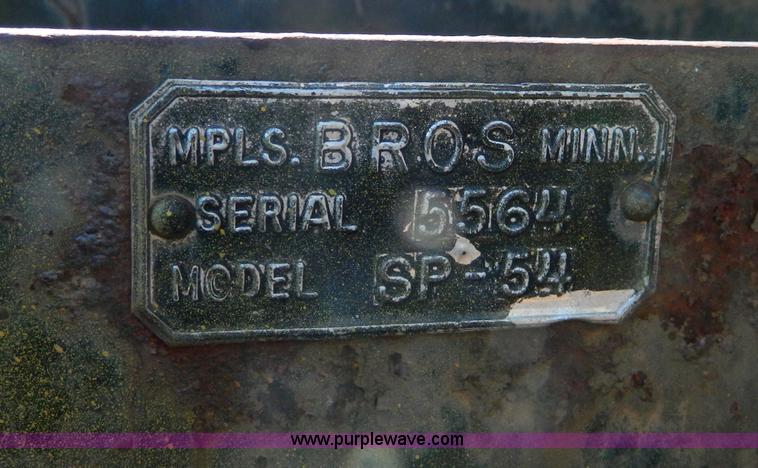 MPLS. BROS MINN.
SERIAL 5564
MODEL SP-54
www.purplewave.com